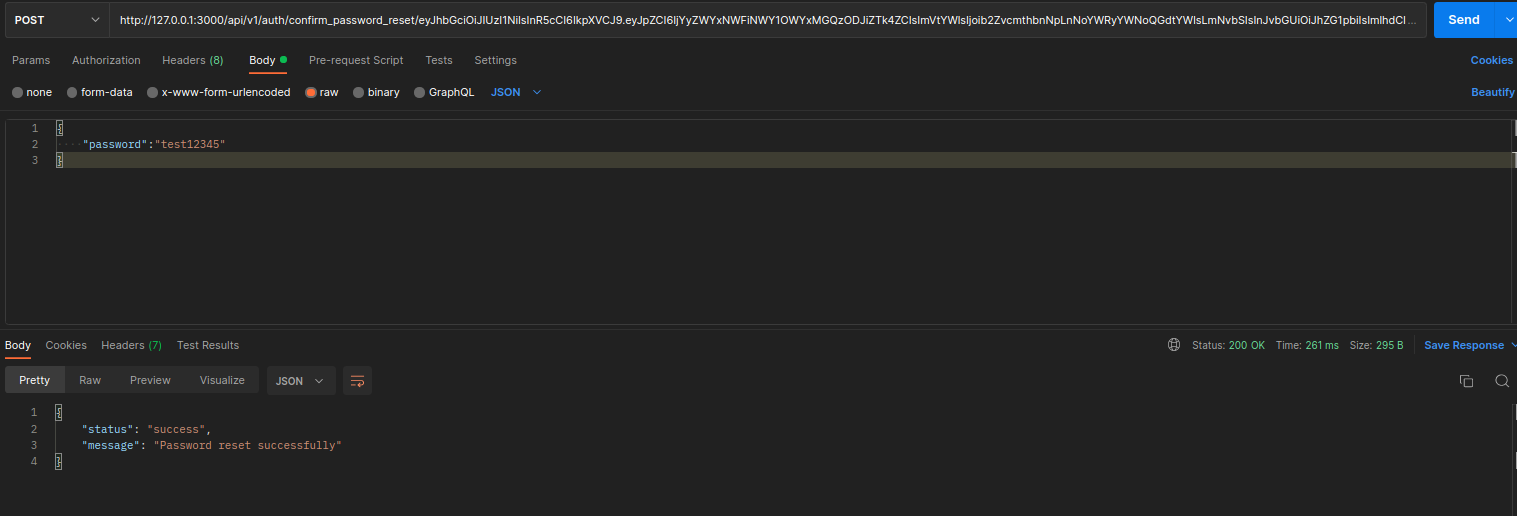 POST http://127.0.0.1:3000/api/v1/auth/confirm_password_reset/ ... Send
Params Authorization Headers (8) Body Pre-request Script Tests Settings Cookies
none form-data x-www-form-urlencoded raw binary GraphQL JSON Beautify
1 {
2 "password":"test12345"
3 }
Body Cookies Headers (7) Test Results Status: 200 OK Time: 261 ms Size: 295 B Save Response
Pretty Raw Preview Visualize JSON
1 {
2 "status": "success",
3 "message": "Password reset successfully"
4 }